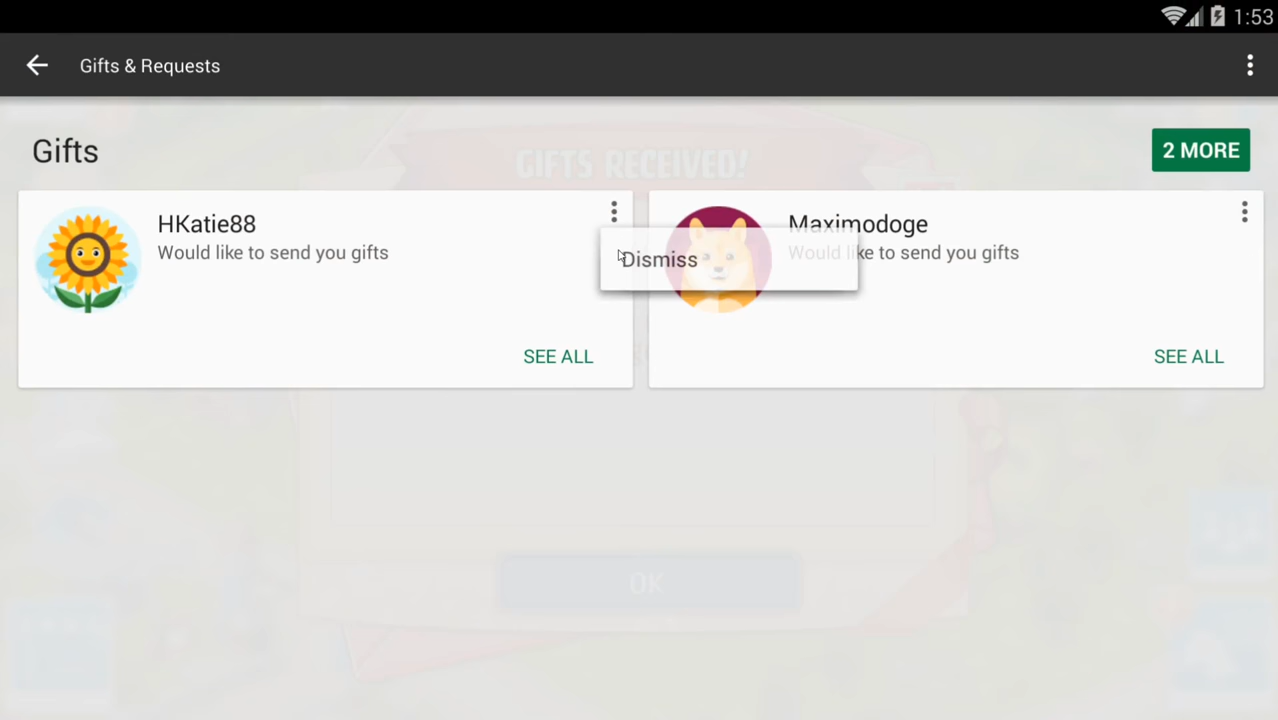 1:53
Gifts & Requests
GIFTS RECEIVED!
Gifts
2 MORE
HKatie88
Would like to send you gifts
SEE ALL
Dismiss
Maximodoge
Would like to send you gifts
SEE ALL
OK